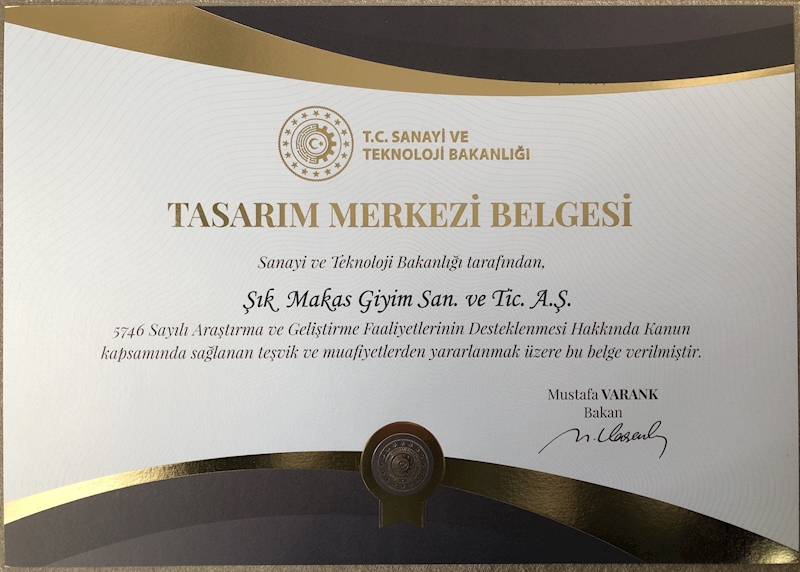 T.C. SANAYİ VE
TEKNOLOJİ BAKANLIĞI
TASARIM MERKEZİ BELGESİ
Sanayi ve Teknoloji Bakanlığı tarafından,
Şık Makas Giyim San. ve Tic. A.Ş.
5746 Sayılı Araştırma ve Geliştirme Faaliyetlerinin Desteklenmesi Hakkında Kanun
kapsamında sağlanan teşvik ve muafiyetlerden yararlanmak üzere bu belge verilmiştir.
Mustafa VARANK
Bakan